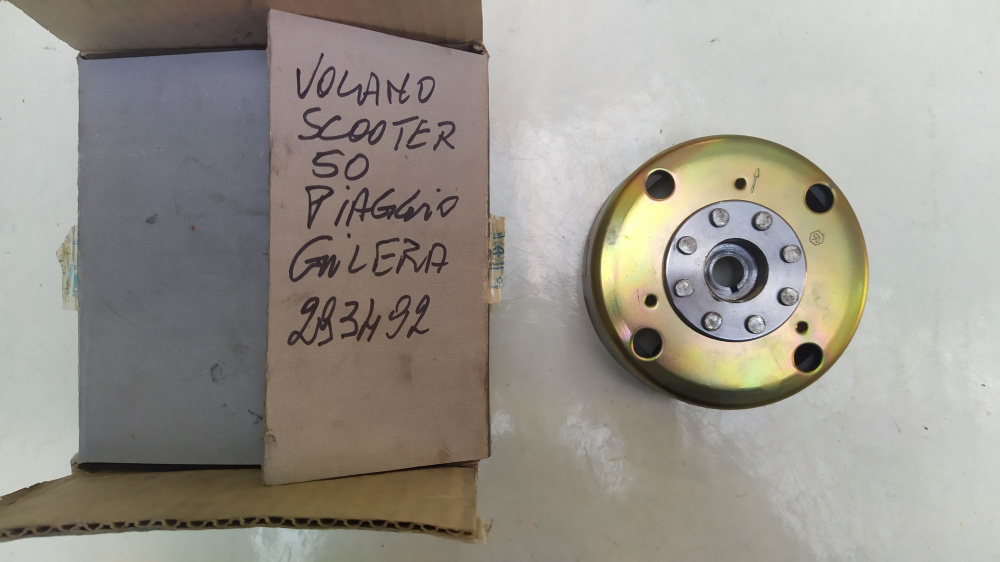 VOLANO
SCOOTER
50
PIAGGIO
GILERA
293492